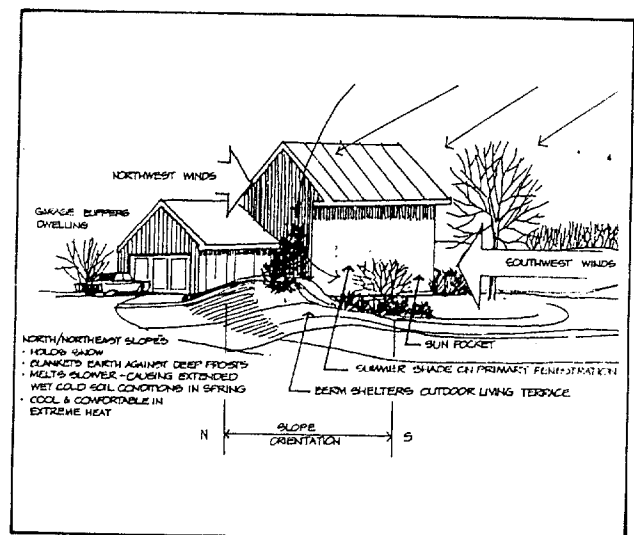 NORTHWEST WINDS
GARAGE BUFFERS
DWELLING
SOUTHWEST WINDS
SUN POCKET
SUMMER SHADE ON PRIMARY FENESTRATION
BERM SHELTERS OUTDOOR LIVING TERRACE
NORTH/NORTHEAST SLOPES
· HOLDS SNOW
· BLANKETS EARTH AGAINST DEEP FROSTS
· MELTS SLOWER - CAUSING EXTENDED
WET COLD SOIL CONDITIONS IN SPRING
· COOL & COMFORTABLE IN
EXTREME HEAT
N SLOPE S
ORIENTATION